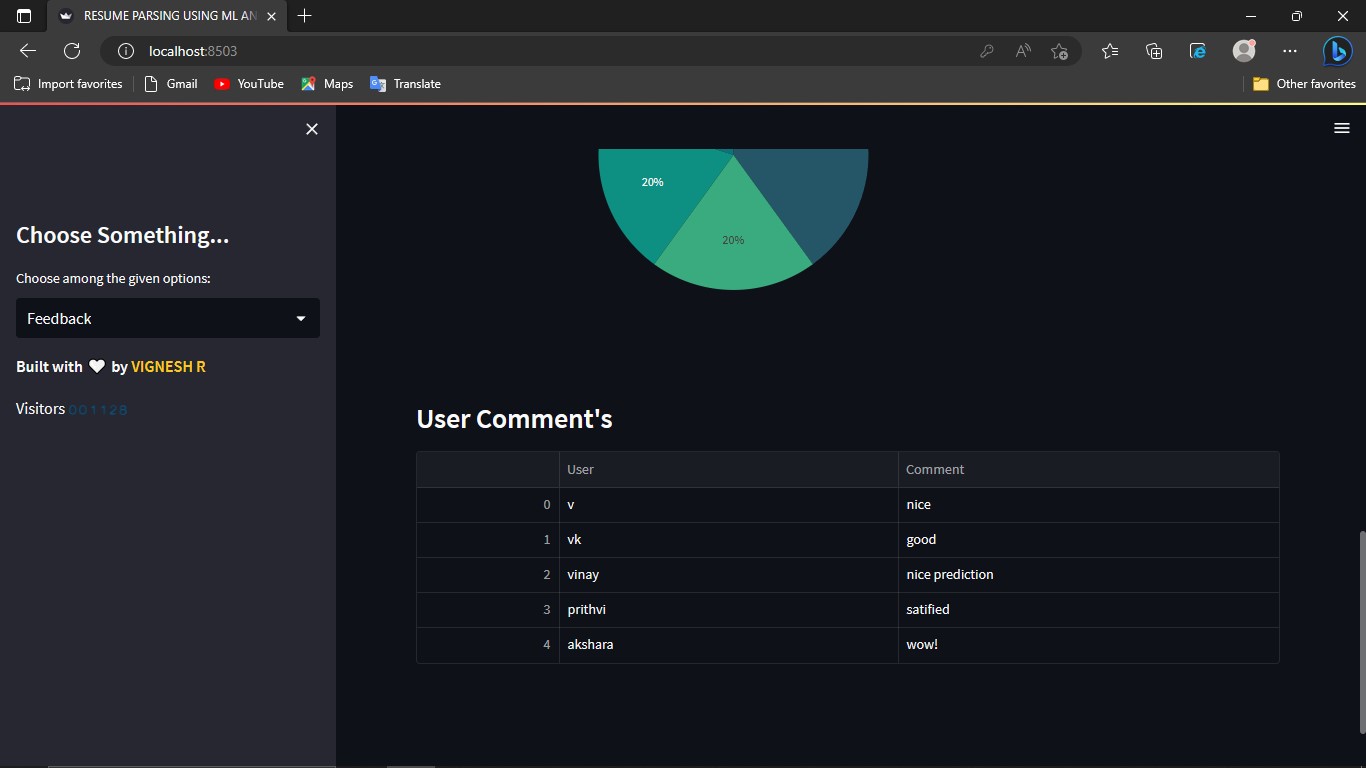 RESUME PARSING USING ML AN
localhost:8503
Import favorites
Gmail
YouTube
Maps
Translate
Other favorites
Choose Something...
Choose among the given options:
Feedback
Built with by VIGNESH R
Visitors 001128
20%
20%
User Comment's
User Comment
0 v nice
1 vk good
2 vinay nice prediction
3 prithvi satified
4 akshara wow!